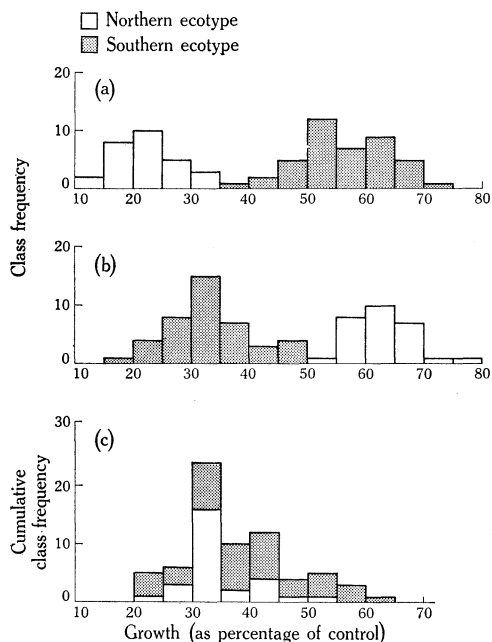 Northern ecotype
Southern ecotype
(a)
20
10
0
10 20 30 40 50 60 70 80
Class frequency
(b)
20
10
0
10 20 30 40 50 60 70 80
(c)
30
20
10
0
10 20 30 40 50 60 70
Cumulative
class frequency
Growth (as percentage of control)